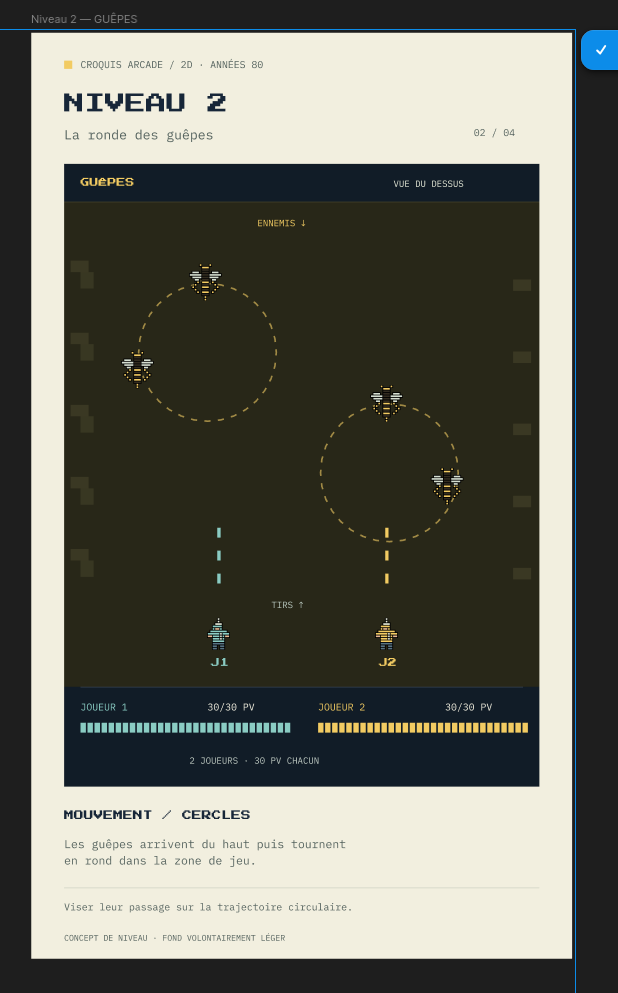 Niveau 2 — GUÊPES
CROQUIS ARCADE / 2D · ANNÉES 80
NIVEAU 2
La ronde des guêpes
02 / 04
GUÊPES
VUE DU DESSUS
ENNEMIS ↓
TIRS ↑
J1
J2
JOUEUR 1 30/30 PV
JOUEUR 2 30/30 PV
2 JOUEURS · 30 PV CHACUN
MOUVEMENT / CERCLES
Les guêpes arrivent du haut puis tournent
en rond dans la zone de jeu.
Viser leur passage sur la trajectoire circulaire.
CONCEPT DE NIVEAU · FOND VOLONTAIREMENT LÉGER